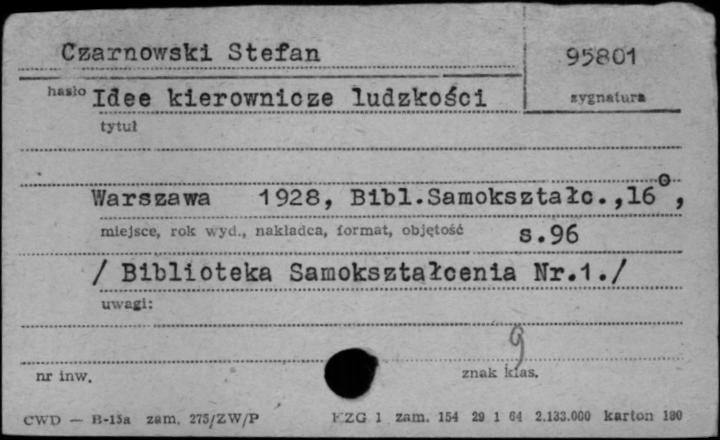 Czarnowski Stefan
95801
hasło Idee kierownicze ludzkości
sygnatura
tytuł
Warszawa 1928, Bibl.Samokształc.,16°,
miejsce, rok wyd., nakładca, format, objętość s.96
/ Biblioteka Samokształcenia Nr.1./
uwagi:
9
nr inw.
znak klas.
CWD — B-15a zam. 275/ZW/P KZG 1 zam. 154 29 1 64 2.133.000 karton 180